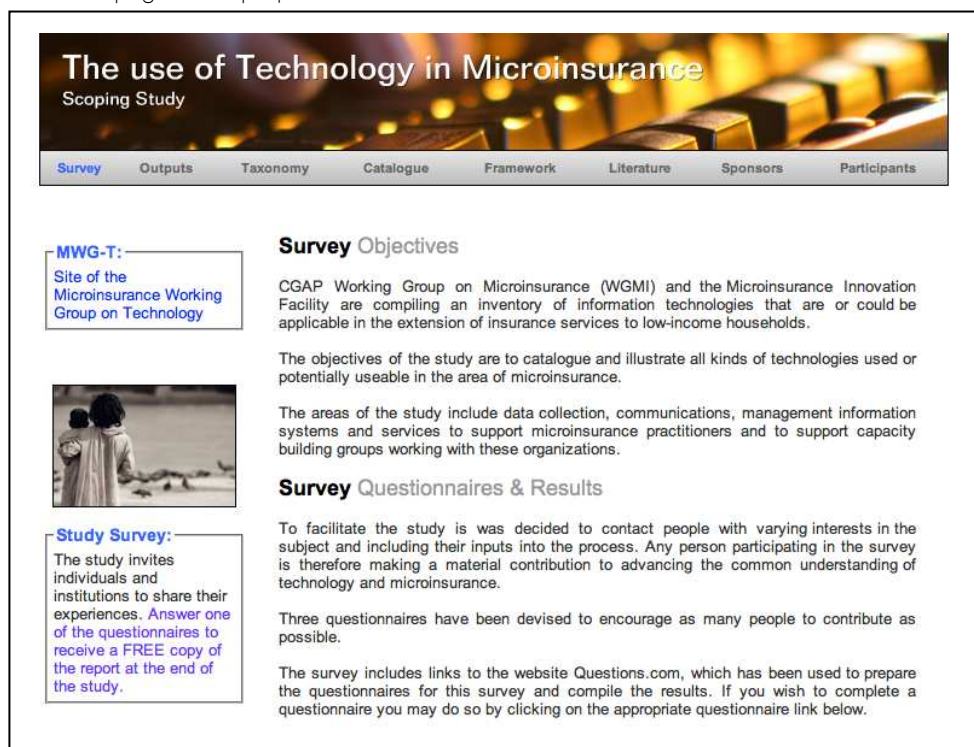 The use of Technology in Microinsurance
Scoping Study
Survey Outputs Taxonomy Catalogue Framework Literature Sponsors Participants
MWG-T:
Site of the
Microinsurance Working
Group on Technology
Study Survey:
The study invites
individuals and
institutions to share their
experiences. Answer one
of the questionnaires to
receive a FREE copy of
the report at the end of
the study.
Survey Objectives
CGAP Working Group on Microinsurance (WGMI) and the Microinsurance Innovation
Facility are compiling an inventory of information technologies that are or could be
applicable in the extension of insurance services to low-income households.
The objectives of the study are to catalogue and illustrate all kinds of technologies used or
potentially useable in the area of microinsurance.
The areas of the study include data collection, communications, management information
systems and services to support microinsurance practitioners and to support capacity
building groups working with these organizations.
Survey Questionnaires & Results
To facilitate the study is was decided to contact people with varying interests in the
subject and including their inputs into the process. Any person participating in the survey
is therefore making a material contribution to advancing the common understanding of
technology and microinsurance.
Three questionnaires have been devised to encourage as many people to contribute as
possible.
The survey includes links to the website Questions.com, which has been used to prepare
the questionnaires for this survey and compile the results. If you wish to complete a
questionnaire you may do so by clicking on the appropriate questionnaire link below.